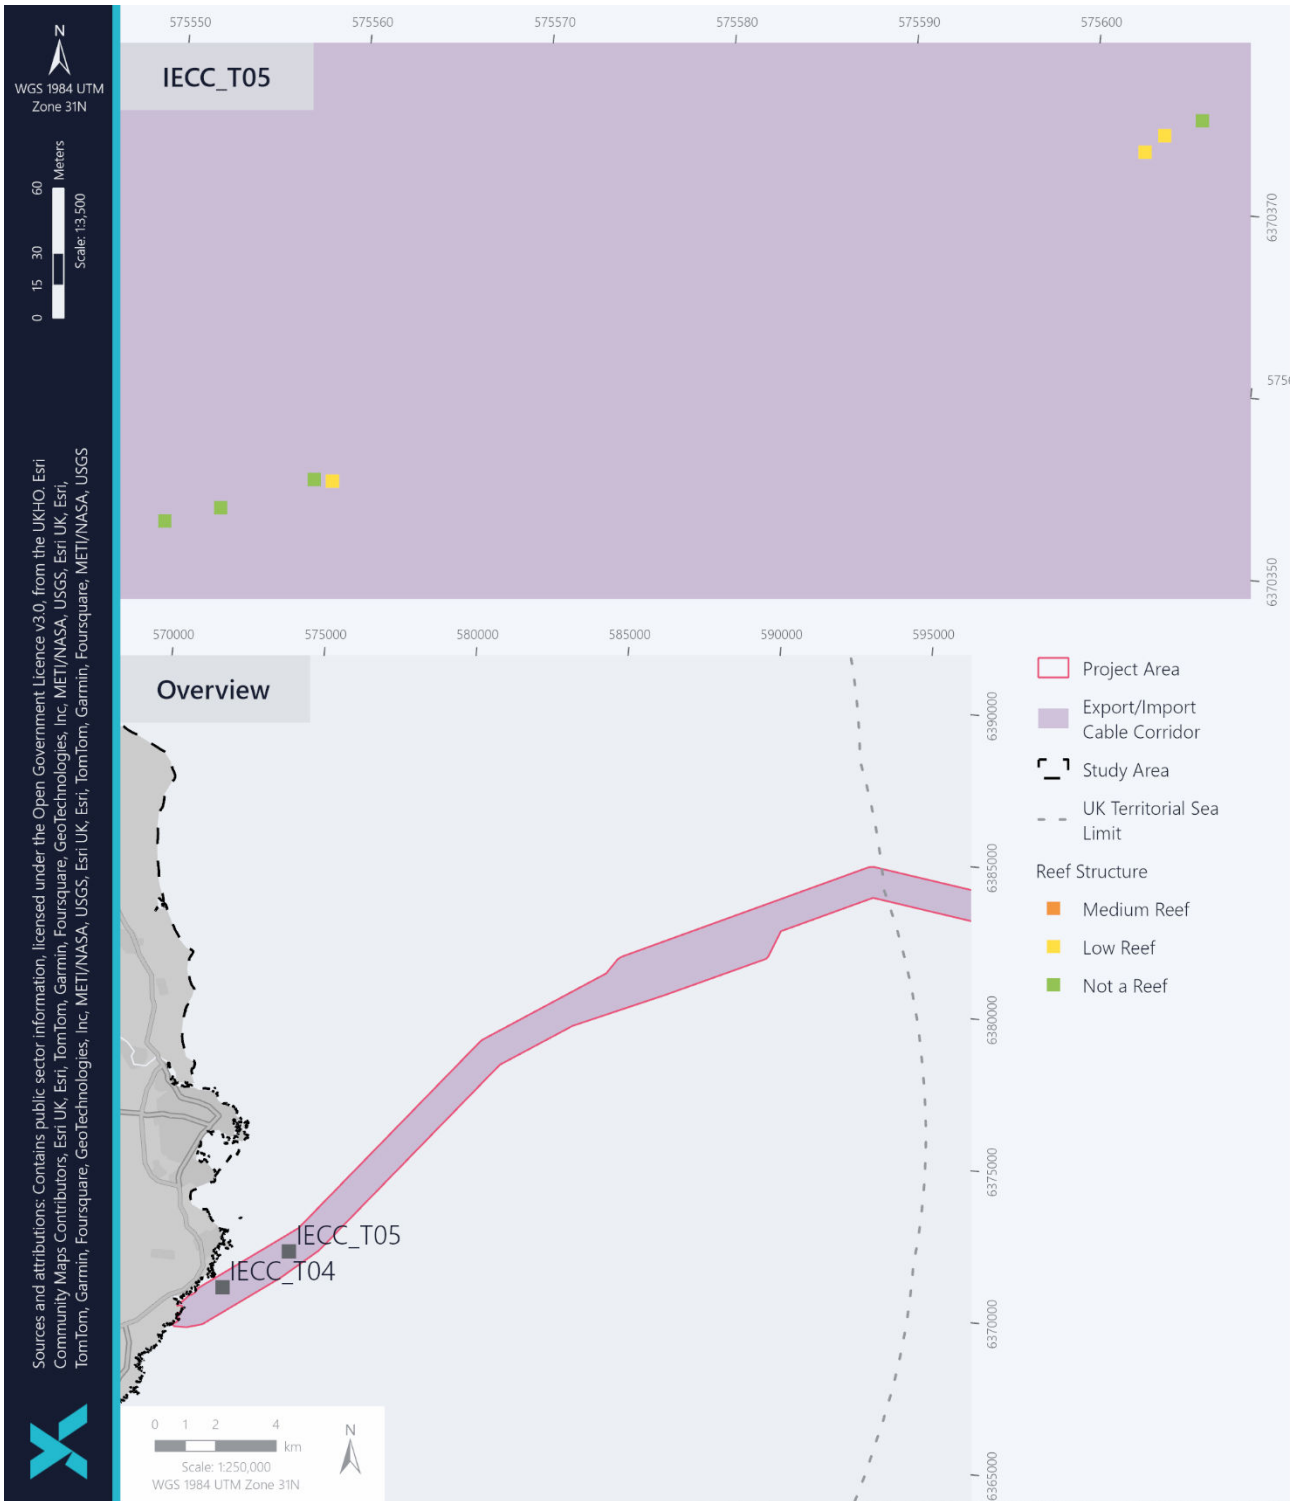 N
WGS 1984 UTM
Zone 31N
0 15 30 60
Meters
Scale: 1:3,500
Sources and attributions: Contains public sector information, licensed under the Open Government Licence v3.0, from the UKHO. Esri
Community Maps Contributors, Esri UK, Esri, TomTom, Garmin, Foursquare, GeoTechnologies, Inc, METI/NASA, USGS, Esri UK, Esri,
TomTom, Garmin, Foursquare, GeoTechnologies, Inc, METI/NASA, USGS, Esri UK, Esri, TomTom, Garmin, Foursquare, METI/NASA, USGS
575550 575560 575570 575580 575590 575600
IECC_T05
6370370
6370350
570000 575000 580000 585000 590000 595000
Overview
6390000
6385000
6380000
6375000
6370000
6365000
IECC_T05
IECC_T04
0 1 2 4
km
Scale: 1:250,000
WGS 1984 UTM Zone 31N
N
Project Area
Export/Import
Cable Corridor
Study Area
UK Territorial Sea
Limit
Reef Structure
Medium Reef
Low Reef
Not a Reef